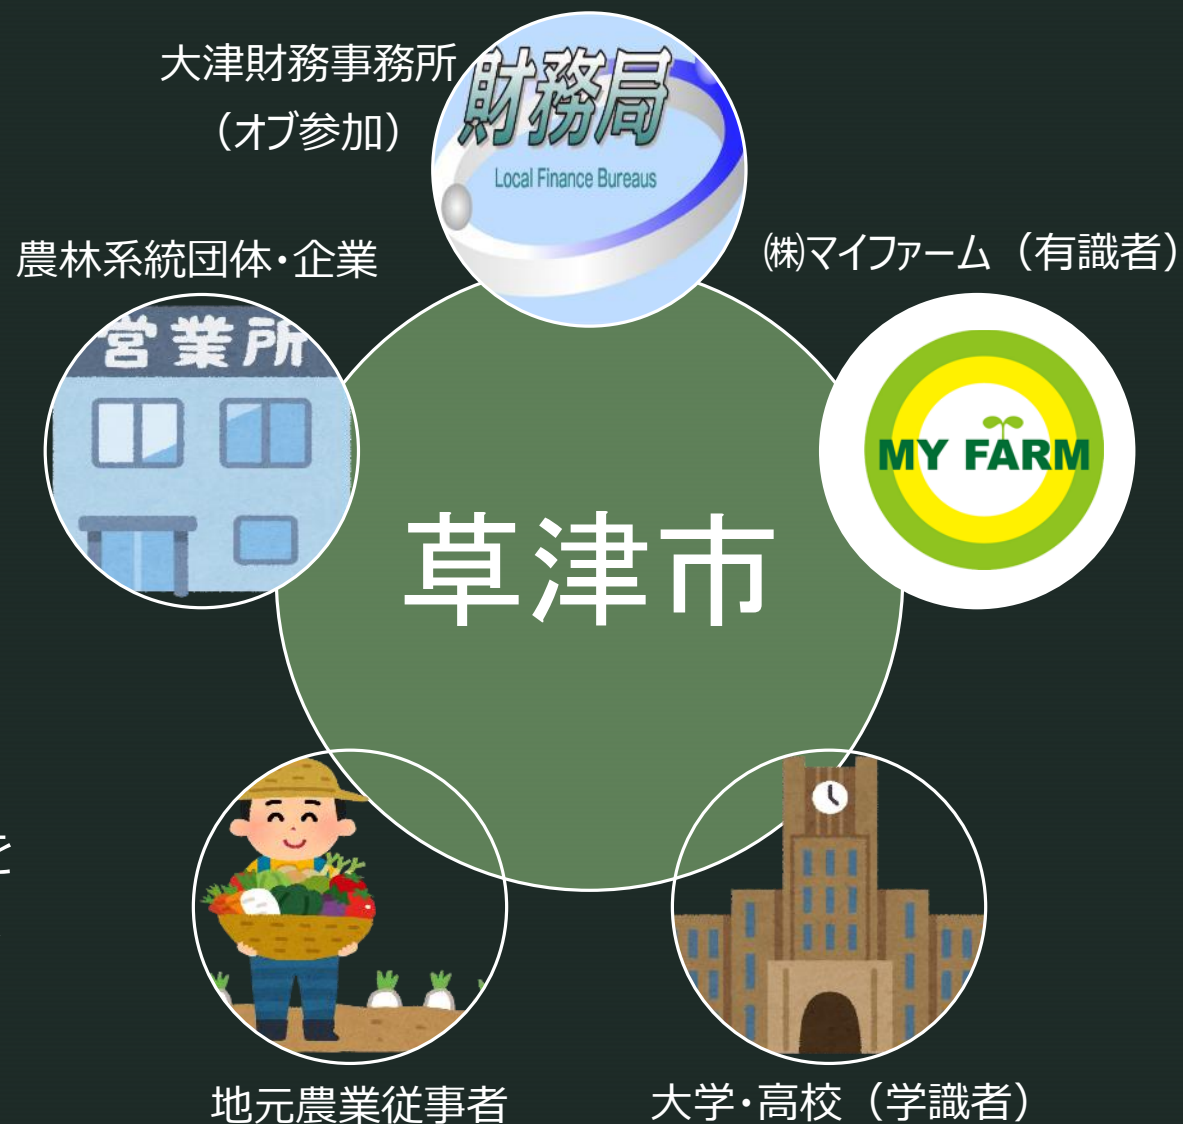 大津財務事務所
（オブ参加）
財務局
Local Finance Bureaus
農林系統団体・企業
㈱マイファーム（有識者）
営業所
MY FARM
草津市
と
地元農業従事者
大学・高校（学識者）